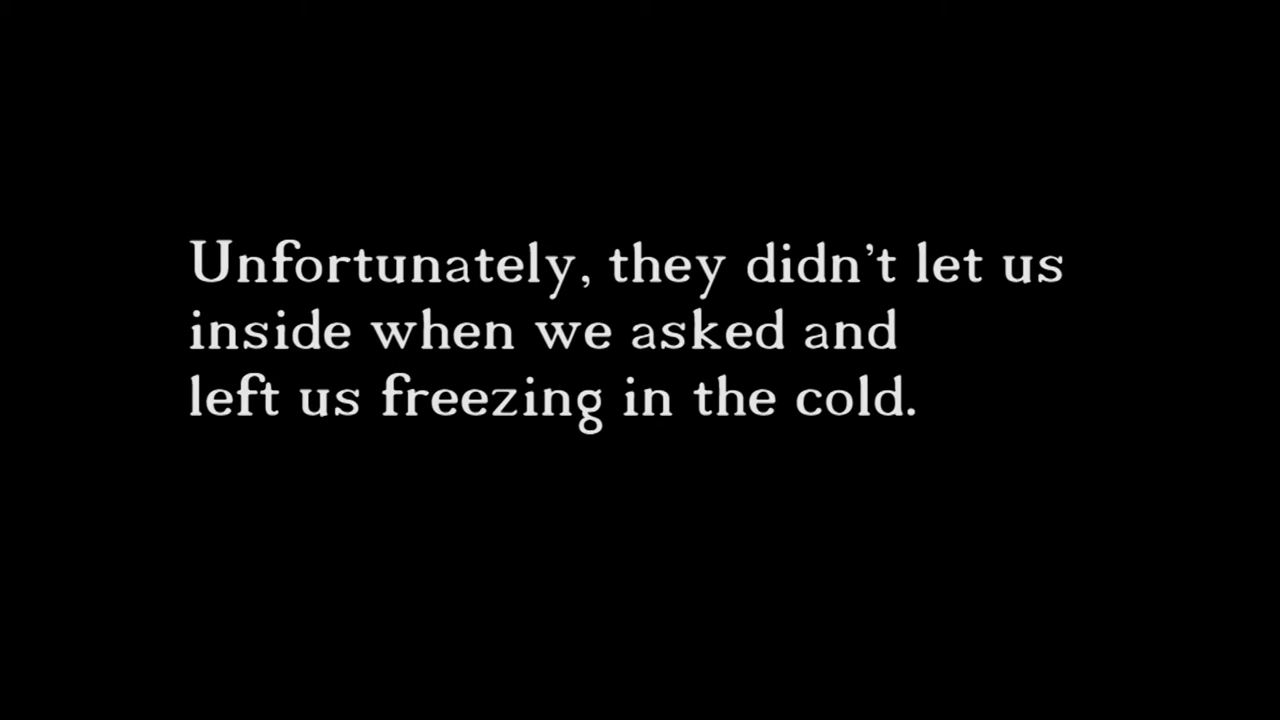 Unfortunately, they didn’t let us
inside when we asked and
left us freezing in the cold.